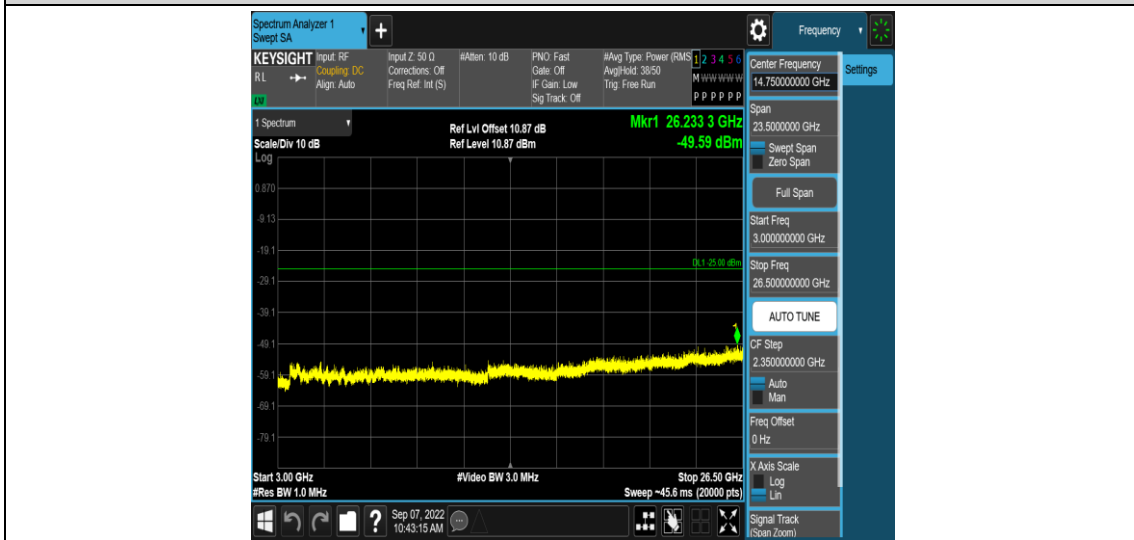 Spectrum Analyzer 1
Swept SA
+
Frequency
KEYSIGHT
RL
Input: RF
Coupling: DC
Align: Auto
Input Z: 50 Ω
Corrections: Off
Freq Ref: Int (S)
#Atten: 10 dB
PNO: Fast
Gate: Off
IF Gain: Low
Sig Track: Off
#Avg Type: Power (RMS
Avg|Hold: 38/50
Trig: Free Run
1 2 3 4 5 6
M W W W W W
P P P P P P
1 Spectrum
Scale/Div 10 dB
Log
Ref Lvl Offset 10.87 dB
Ref Level 10.87 dBm
Mkr1 26.233 3 GHz
-49.59 dBm
0.870
-9.13
-19.1
DL1 -25.00 dBm
-29.1
-39.1
1
-49.1
-59.1
-69.1
-79.1
Start 3.00 GHz
#Res BW 1.0 MHz
#Video BW 3.0 MHz
Stop 26.50 GHz
Sweep ~45.6 ms (20000 pts)
Center Frequency
14.750000000 GHz
Settings
Span
23.5000000 GHz
Swept Span
Zero Span
Full Span
Start Freq
3.000000000 GHz
Stop Freq
26.500000000 GHz
AUTO TUNE
CF Step
2.350000000 GHz
Auto
Man
Freq Offset
0 Hz
X Axis Scale
Log
Lin
Signal Track
(Span Zoom)
?
Sep 07, 2022
10:43:15 AM